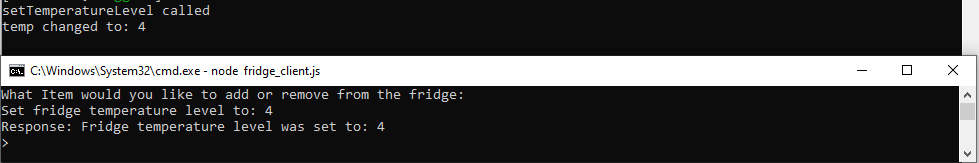 setTemperatureLevel called
temp changed to: 4
C:\Windows\System32\cmd.exe - node fridge_client.js
What Item would you like to add or remove from the fridge:
Set fridge temperature level to: 4
Response: Fridge temperature level was set to: 4
>